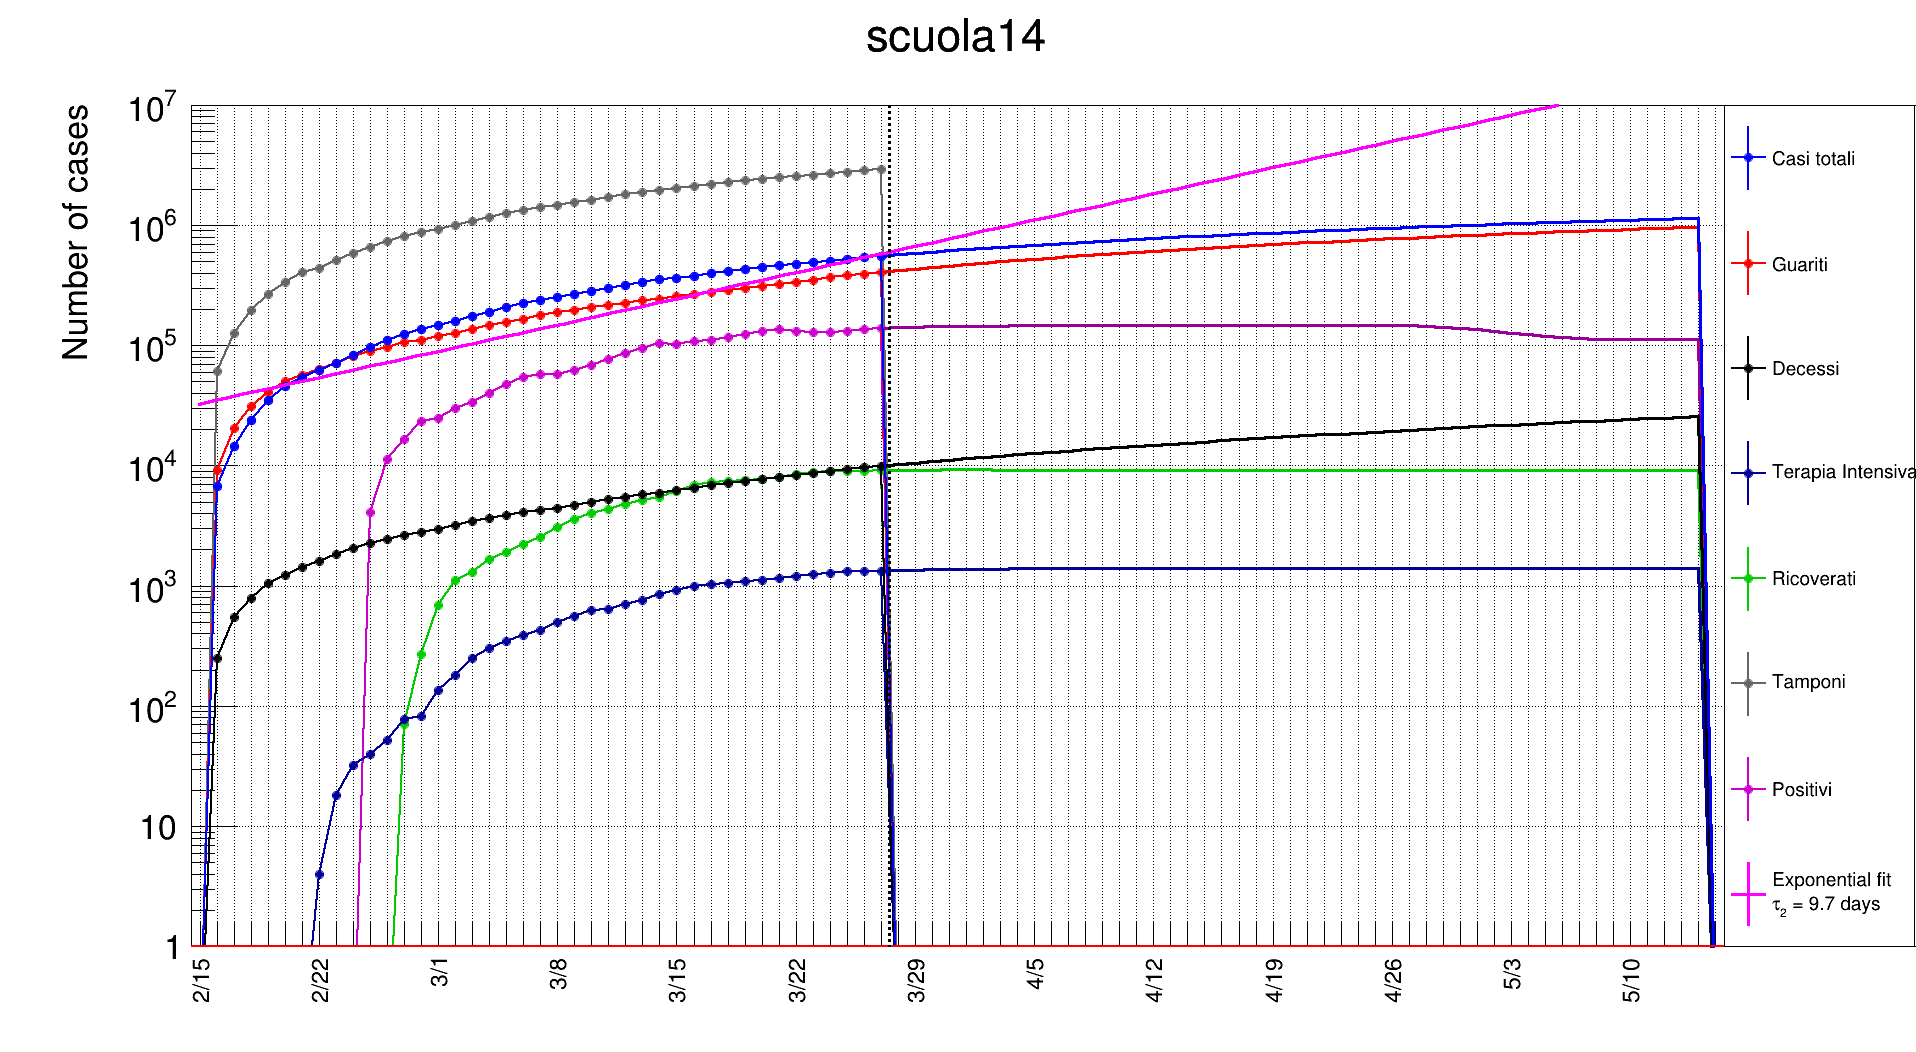 scuola14
Number of cases
10^7
10^6
10^5
10^4
10^3
10^2
10
1
2/15
2/22
3/1
3/8
3/15
3/22
3/29
4/5
4/12
4/19
4/26
5/3
5/10
Casi totali
Guariti
Decessi
Terapia Intensiva
Ricoverati
Tamponi
Positivi
Exponential fit
τ_2 = 9.7 days